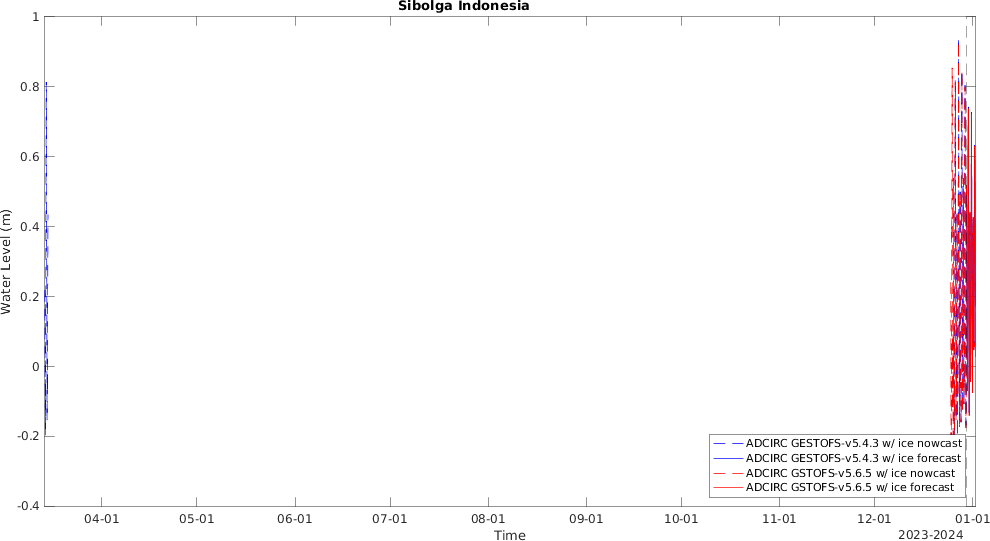 Sibolga Indonesia
1
0.8
0.6
0.4
0.2
0
-0.2
-0.4
Water Level (m)
ADCIRC GESTOFS-v5.4.3 w/ ice nowcast
ADCIRC GESTOFS-v5.4.3 w/ ice forecast
ADCIRC GSTOFS-v5.6.5 w/ ice nowcast
ADCIRC GSTOFS-v5.6.5 w/ ice forecast
04-01 05-01 06-01 07-01 08-01 09-01 10-01 11-01 12-01 01-01
Time
2023-2024